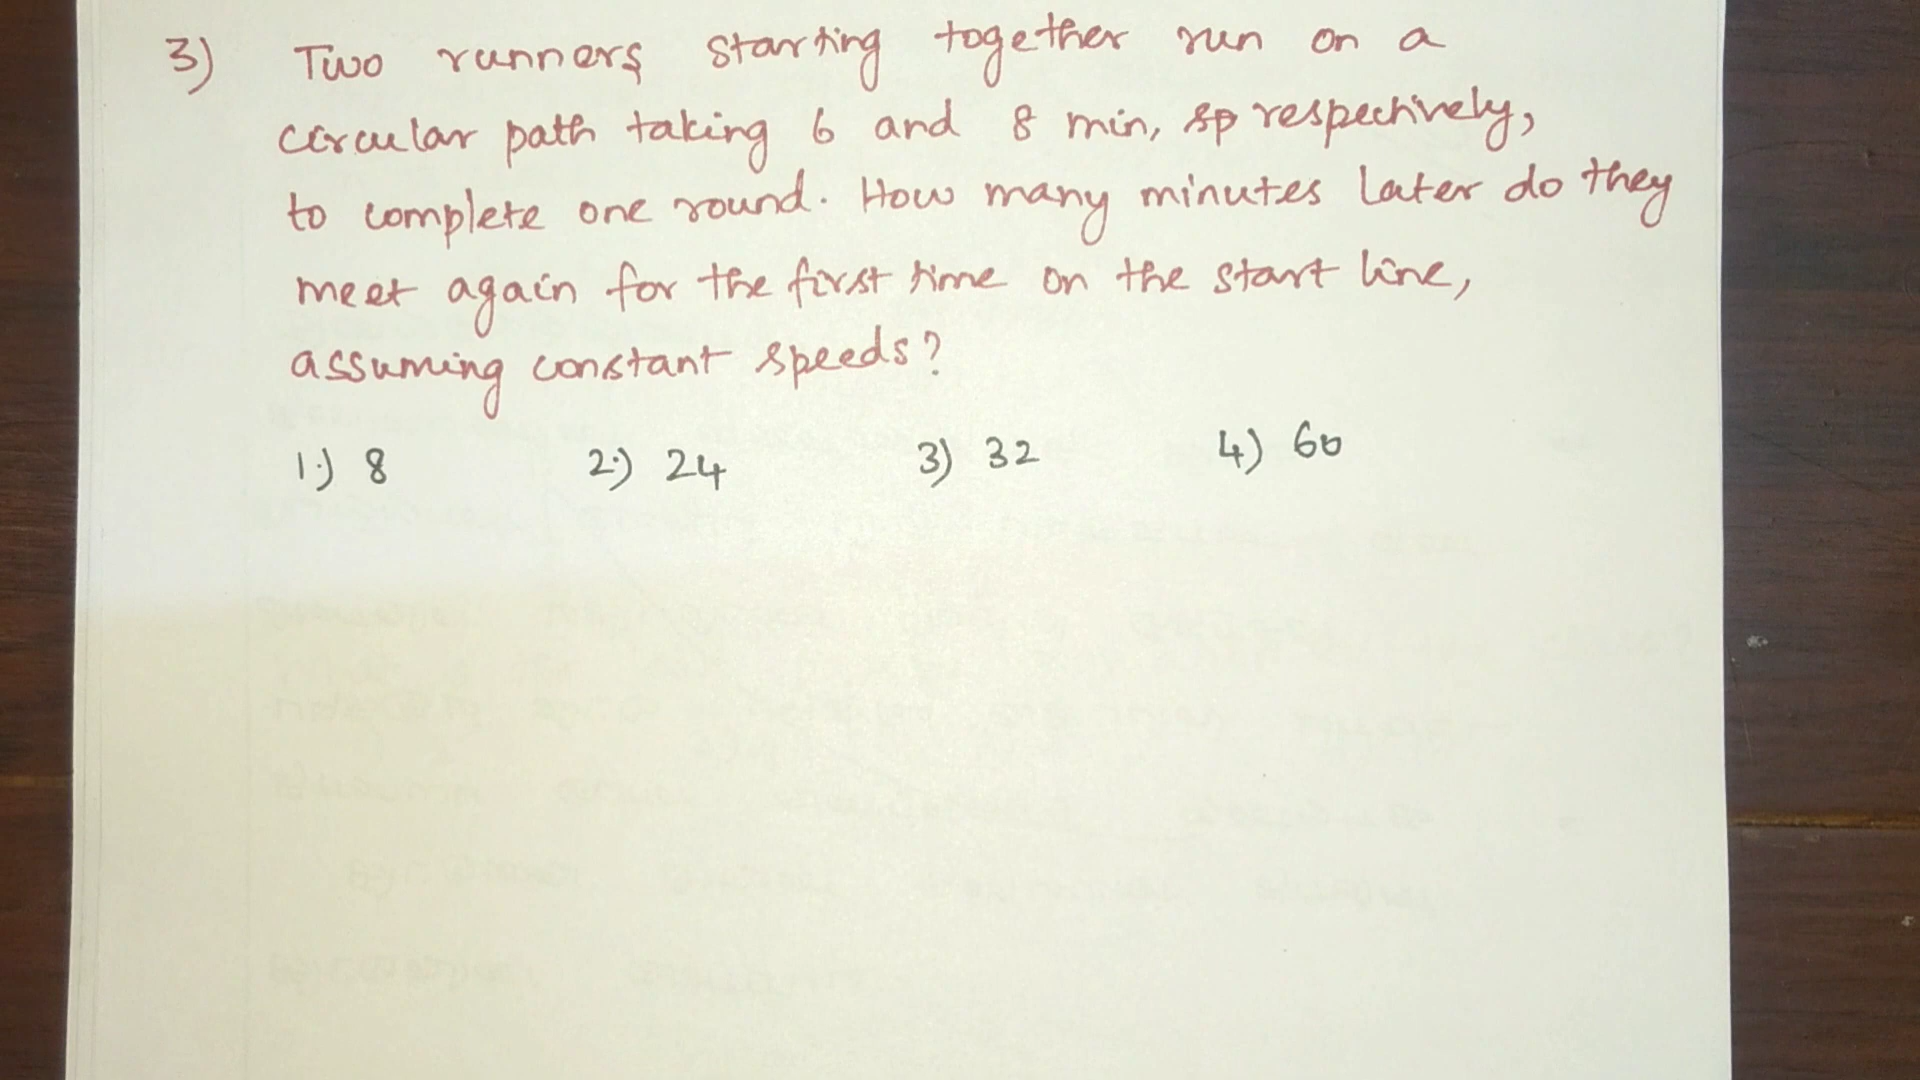 3) Two runners starting together run on a
circular path taking 6 and 8 min, respectively,
to complete one round. How many minutes later do they
meet again for the first time on the start line,
assuming constant speeds?
1.) 8 2.) 24 3) 32 4) 60